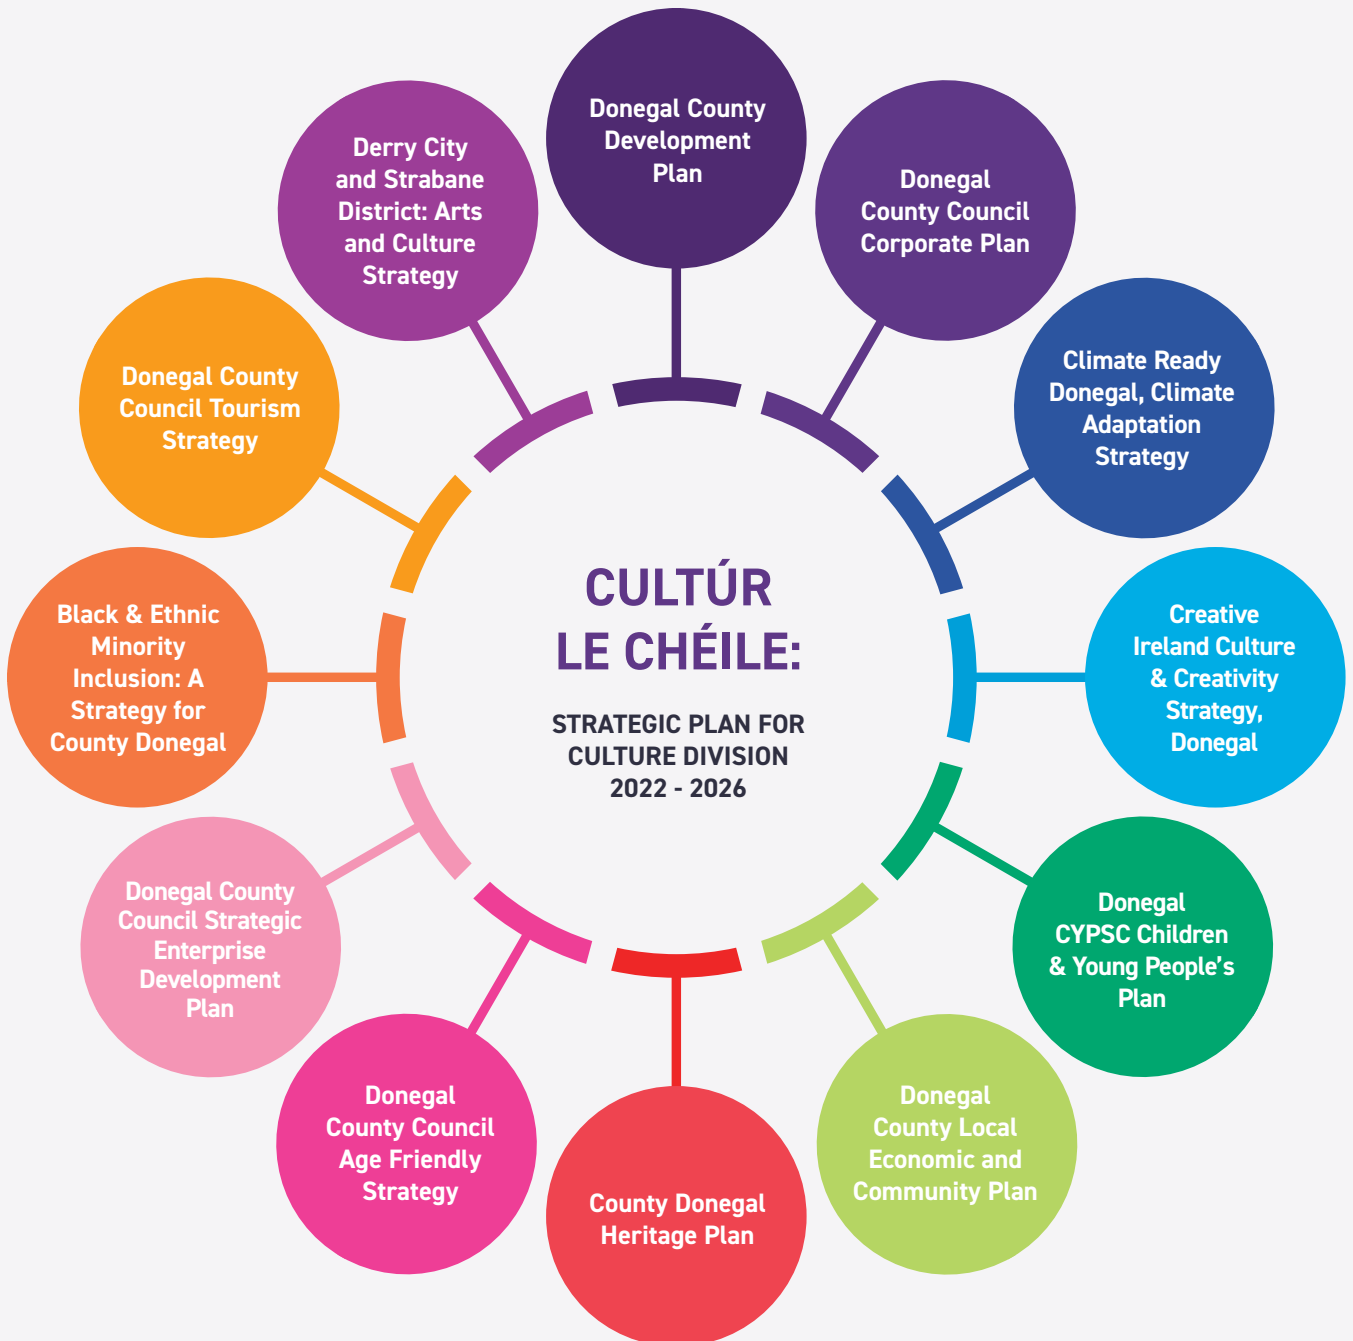 Donegal County
Development
Plan
Donegal
County Council
Corporate Plan
Climate Ready
Donegal, Climate
Adaptation
Strategy
Creative
Ireland Culture
& Creativity
Strategy,
Donegal
Donegal
CYPSC Children
& Young People’s
Plan
Donegal
County Local
Economic and
Community Plan
County Donegal
Heritage Plan
Donegal
County Council
Age Friendly
Strategy
Donegal County
Council Strategic
Enterprise
Development
Plan
Black & Ethnic
Minority
Inclusion: A
Strategy for
County Donegal
Donegal County
Council Tourism
Strategy
Derry City
and Strabane
District: Arts
and Culture
Strategy
CULTÚR
LE CHÉILE:
STRATEGIC PLAN FOR
CULTURE DIVISION
2022 - 2026